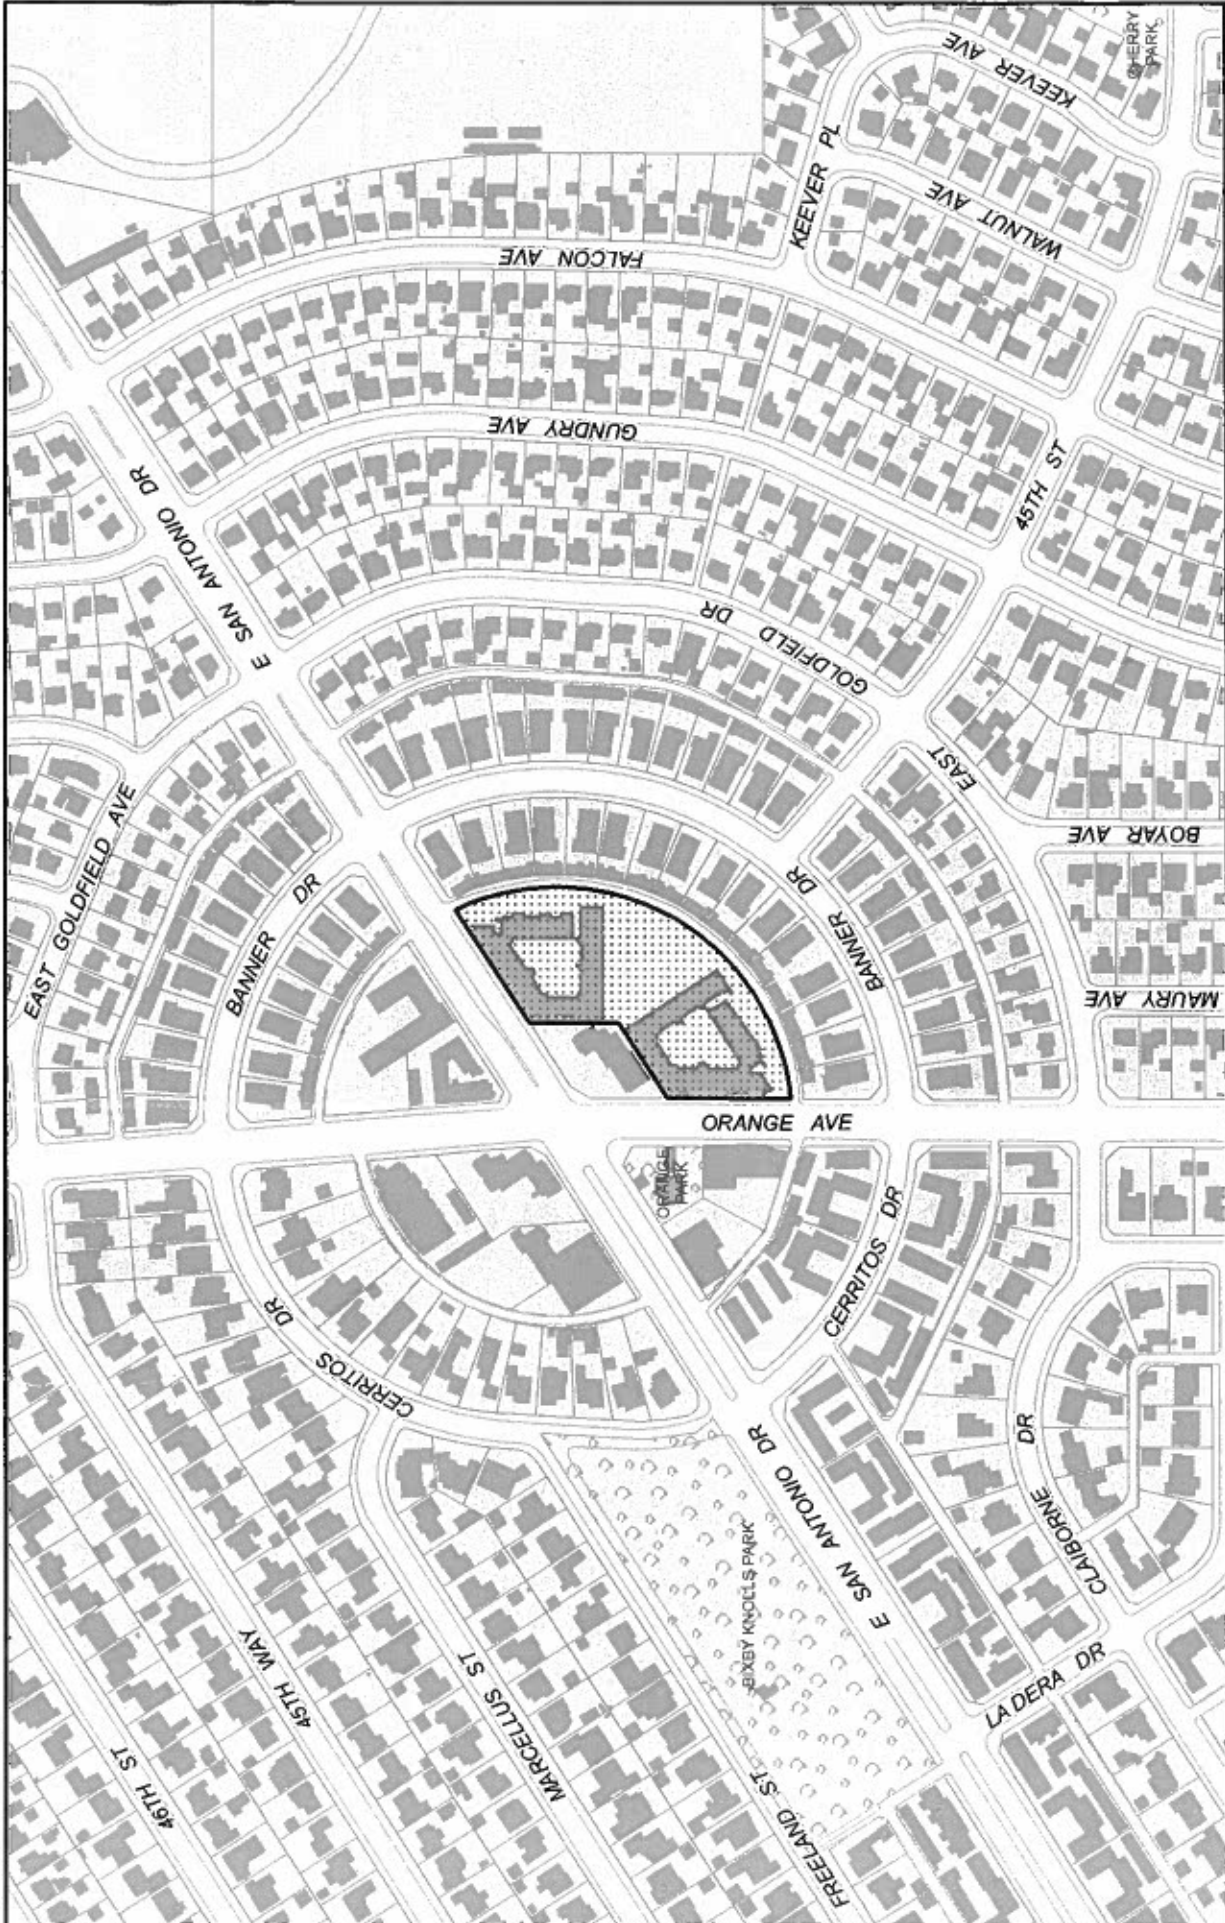 KEEVER AVE
CHERRY
PARK
KEEVER PL
WALNUT AVE
FALCON AVE
GUNDRY AVE
E SAN ANTONIO DR
45TH ST
GOLDFIELD DR
EAST
BOYAR AVE
EAST GOLDFIELD AVE
BANNER DR
BANNER DR
MAURY AVE
ORANGE AVE
ORANGE
PARK
CERRITOS DR
CERRITOS DR
E SAN ANTONIO DR
CLAIBORNE DR
BIXBY KNOLLS PARK
LA DERA DR
45TH WAY
MARCELLUS ST
46TH ST
FREELAND ST